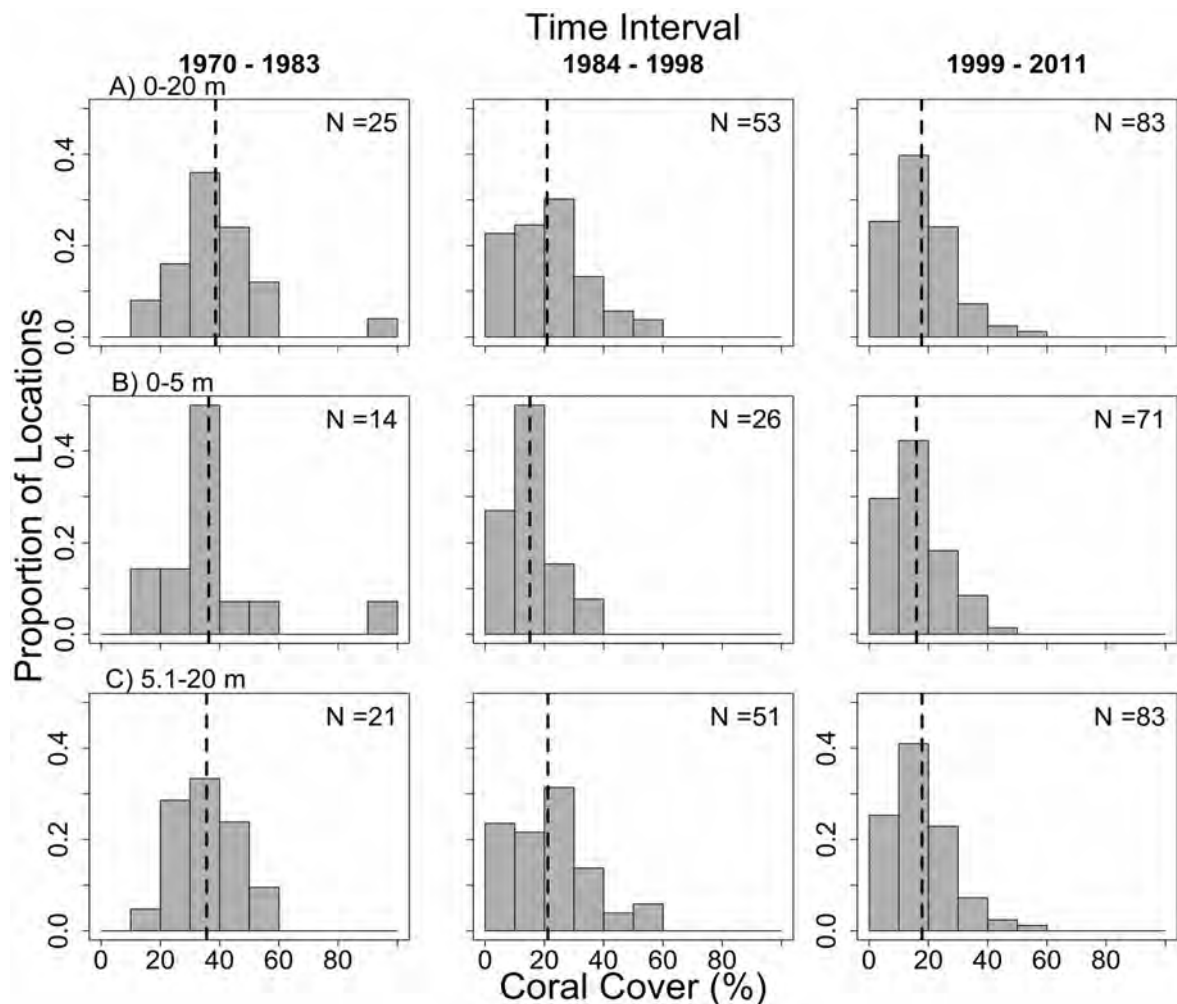 Time Interval
1970 - 1983
1984 - 1998
1999 - 2011
Proportion of Locations
A) 0-20 m
N =25
N =53
N =83
0.0 0.2 0.4
B) 0-5 m
N =14
N =26
N =71
0.0 0.2 0.4
C) 5.1-20 m
N =21
N =51
N =83
0.0 0.2 0.4
0.0 0.2 0.4
0 20 40 60 80
0 20 40 60 80
0 20 40 60 80
Coral Cover (%)